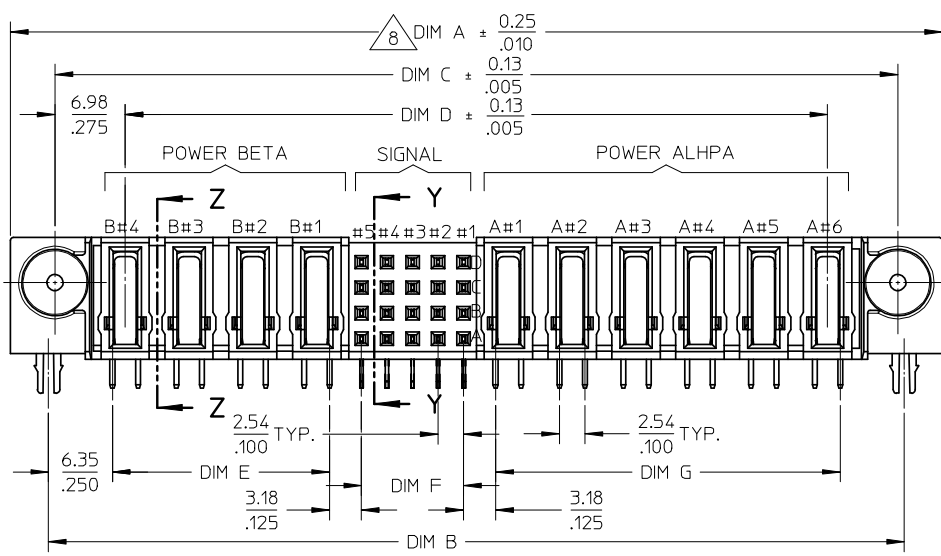 8 DIM A ± 0.25
.010
DIM C ± 0.13
.005
6.98
.275
DIM D ± 0.13
.005
POWER BETA SIGNAL POWER ALHPA
Z Y
B#4 B#3 B#2 B#1 #5 #4 #3 #2 #1 A#1 A#2 A#3 A#4 A#5 A#6
D
C
B
A
Z Y
2.54
.100 TYP.
2.54
.100 TYP.
6.35
.250
DIM E DIM F DIM G
3.18
.125
3.18
.125
DIM B